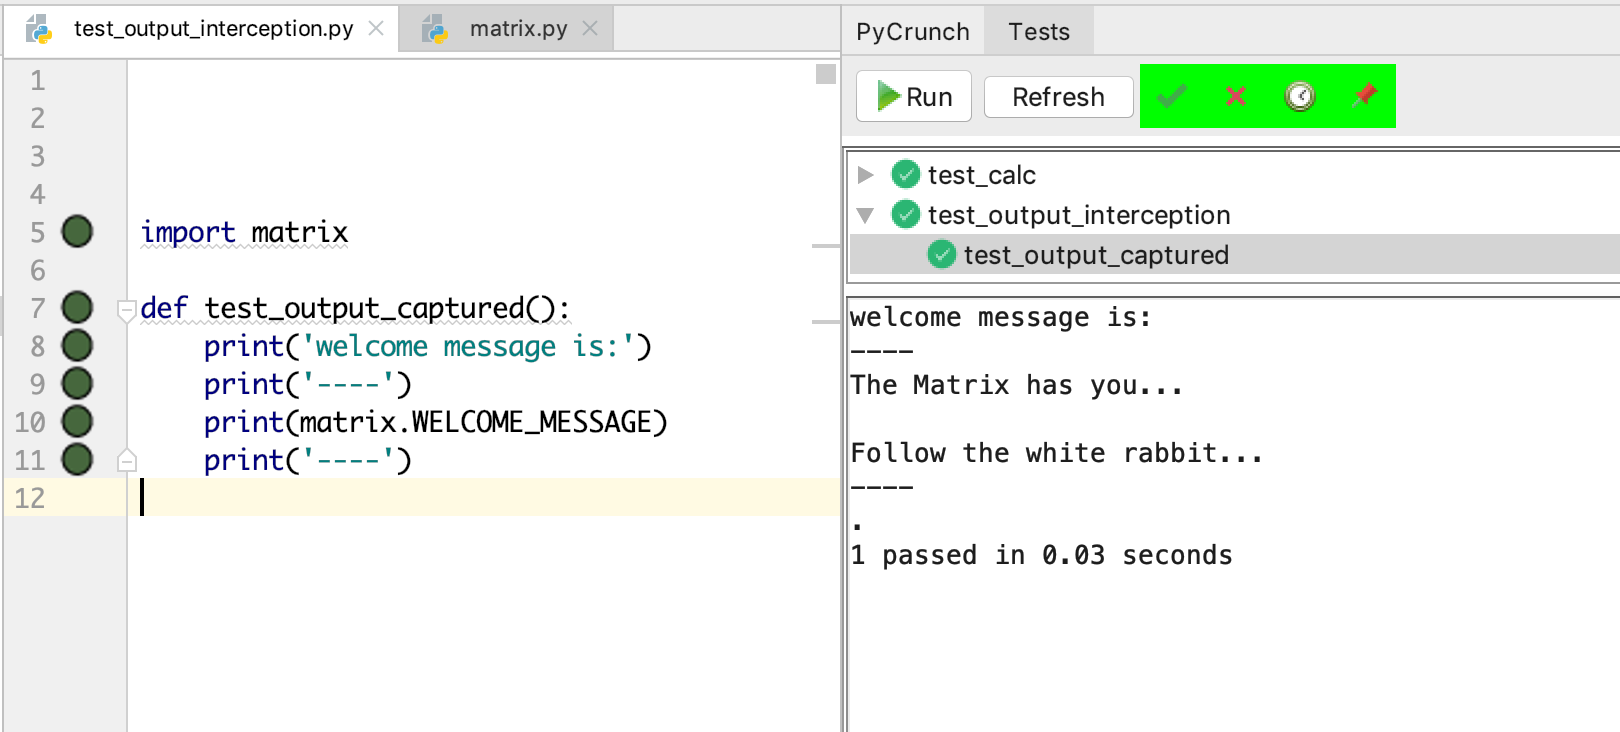 test_output_interception.py
matrix.py
1
2
3
4
5 import matrix
6
7 def test_output_captured():
8     print('welcome message is:')
9     print('----')
10     print(matrix.WELCOME_MESSAGE)
11     print('----')
12
PyCrunch Tests
Run Refresh
test_calc
test_output_interception
test_output_captured
welcome message is:
----
The Matrix has you...
Follow the white rabbit...
----
.
1 passed in 0.03 seconds